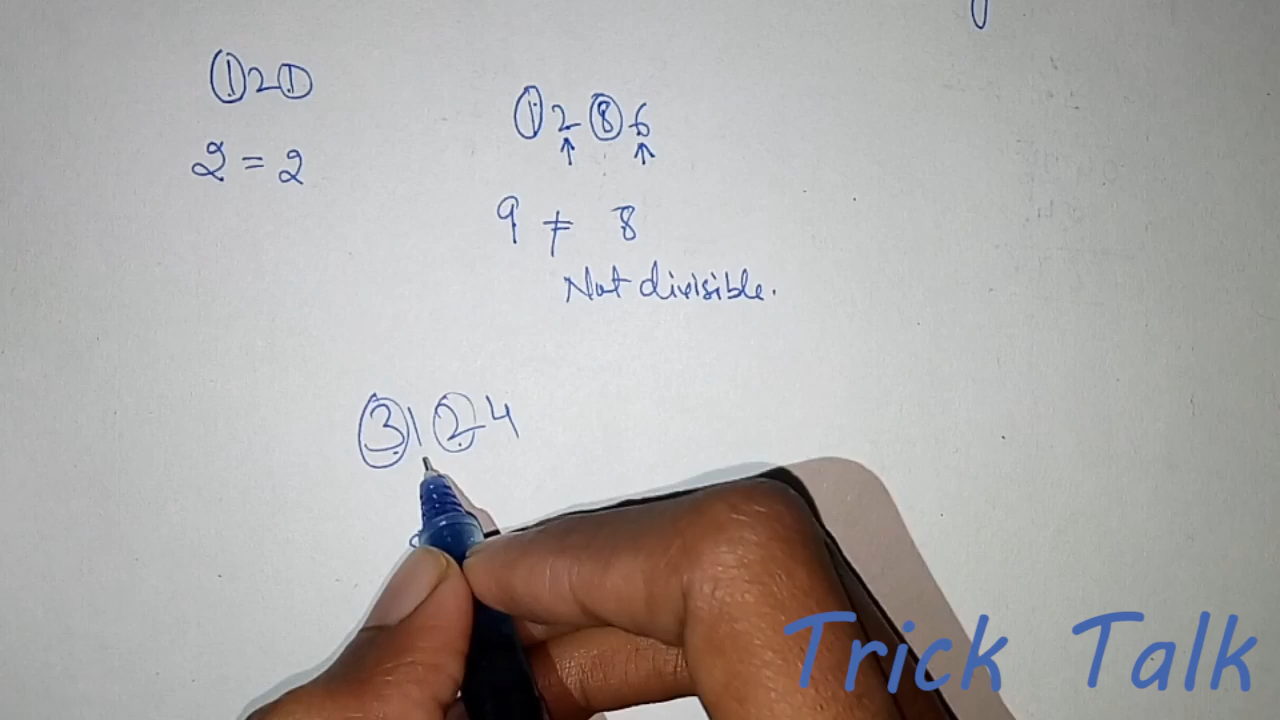 121
2 = 2
1286
↑ ↑
9 ≠ 8
Not divisible.
3124
Trick Talk